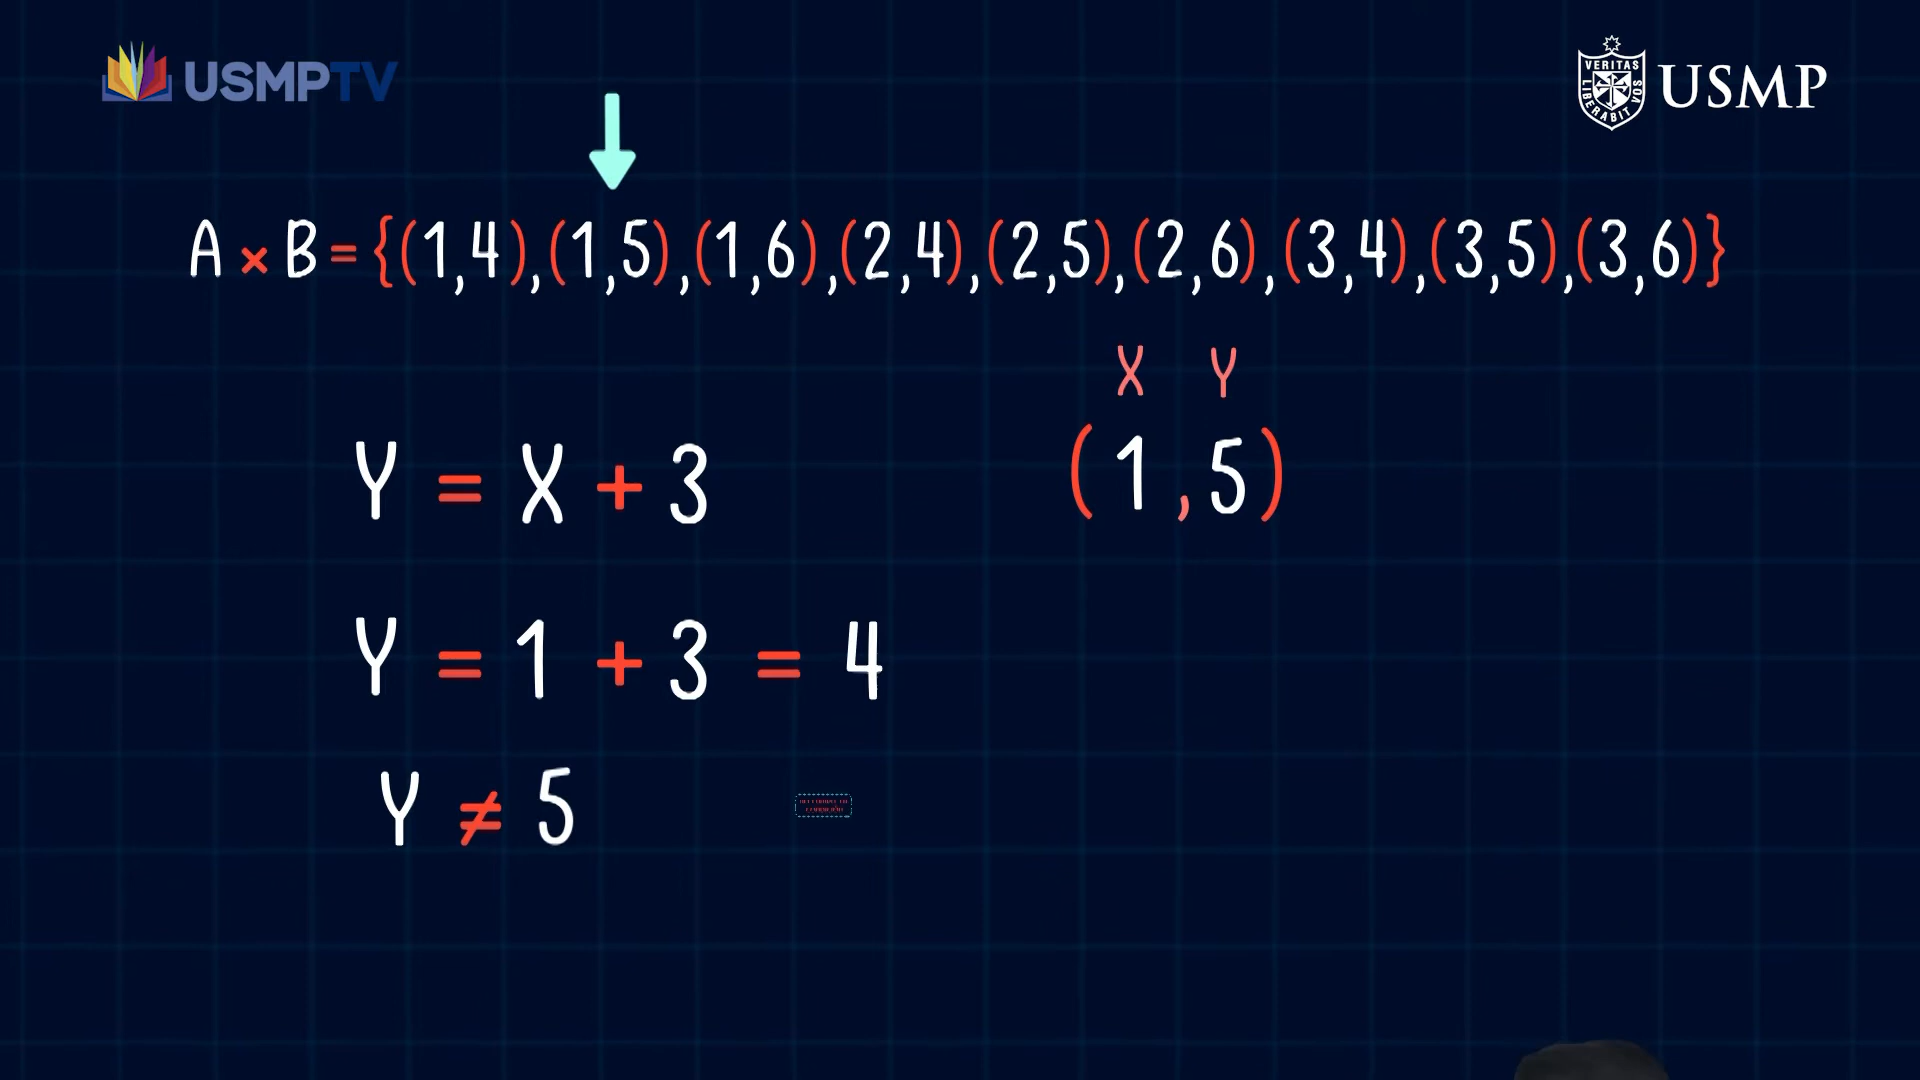 USMPTV
VERITAS
LIBERABIT VOS
USMP
A × B = {(1,4),(1,5),(1,6),(2,4),(2,5),(2,6),(3,4),(3,5),(3,6)}
X Y
Y = X + 3
(1,5)
Y = 1 + 3 = 4
Y ≠ 5